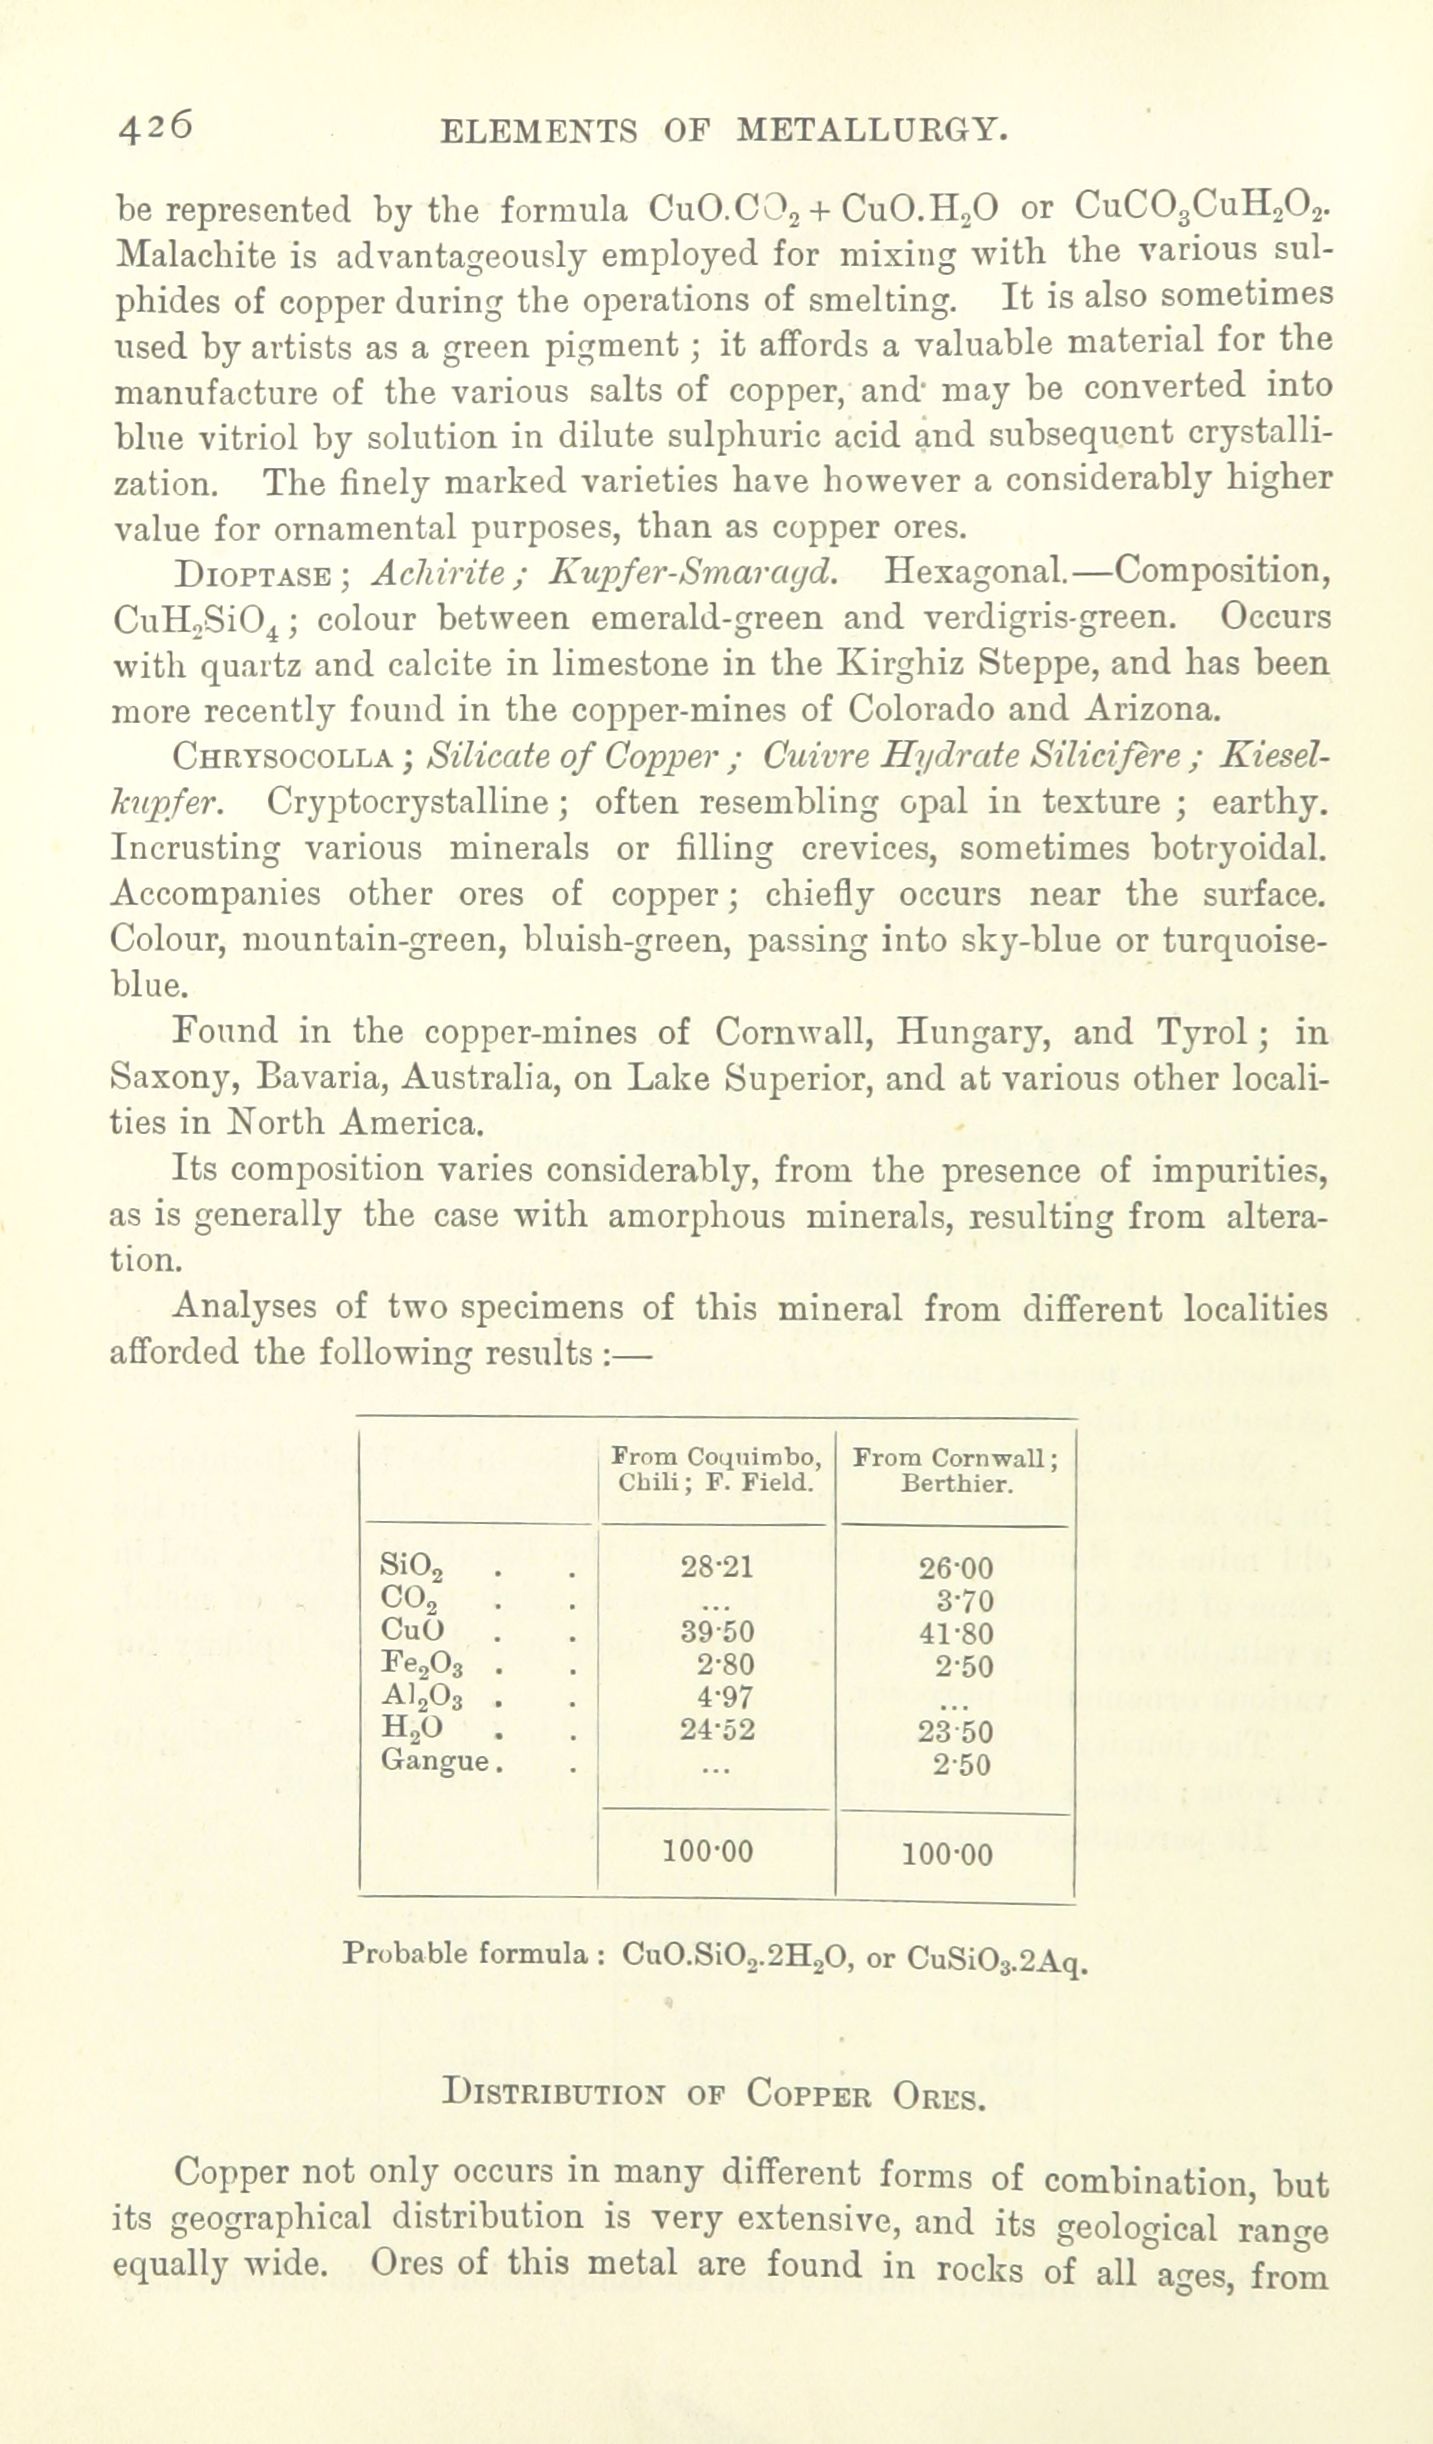 426 ELEMENTS OF METALLURGY.
be represented by the formula CuO.CO₂ + CuO.H₂O or CuCO₃CuH₂O₂.
Malachite is advantageously employed for mixing with the various sul-
phides of copper during the operations of smelting. It is also sometimes
used by artists as a green pigment ; it affords a valuable material for the
manufacture of the various salts of copper, and may be converted into
blue vitriol by solution in dilute sulphuric acid and subsequent crystalli-
zation. The finely marked varieties have however a considerably higher
value for ornamental purposes, than as copper ores.
DIOPTASE ; Achirite ; Kupfer-Smaragd. Hexagonal.—Composition,
CuH₂SiO₄ ; colour between emerald-green and verdigris-green. Occurs
with quartz and calcite in limestone in the Kirghiz Steppe, and has been
more recently found in the copper-mines of Colorado and Arizona.
CHRYSOCOLLA ; Silicate of Copper ; Cuivre Hydrate Silicifère ; Kiesel-
kupfer. Cryptocrystalline ; often resembling opal in texture ; earthy.
Incrusting various minerals or filling crevices, sometimes botryoidal.
Accompanies other ores of copper ; chiefly occurs near the surface.
Colour, mountain-green, bluish-green, passing into sky-blue or turquoise-
blue.
Found in the copper-mines of Cornwall, Hungary, and Tyrol ; in
Saxony, Bavaria, Australia, on Lake Superior, and at various other locali-
ties in North America.
Its composition varies considerably, from the presence of impurities,
as is generally the case with amorphous minerals, resulting from altera-
tion.
Analyses of two specimens of this mineral from different localities
afforded the following results :—
From Coquimbo, From Cornwall ;
Chili ; F. Field. Berthier.
SiO₂ . . 28·21 26·00
CO₂ . . ... 3·70
CuO . . 39·50 41·80
Fe₂O₃ . . 2·80 2·50
Al₂O₃ . . 4·97 ...
H₂O . . 24·52 23·50
Gangue . . ... 2·50
100·00 100·00
Probable formula : CuO.SiO₂.2H₂O, or CuSiO₃.2Aq.
DISTRIBUTION OF COPPER ORES.
Copper not only occurs in many different forms of combination, but
its geographical distribution is very extensive, and its geological range
equally wide. Ores of this metal are found in rocks of all ages, from